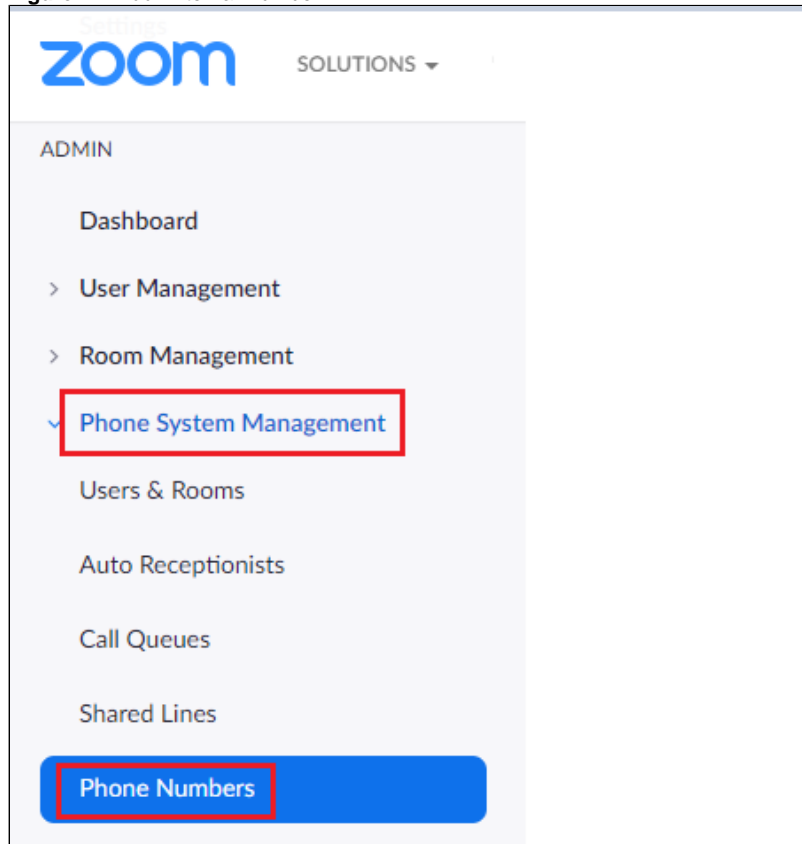 Settings
zoom SOLUTIONS
ADMIN
Dashboard
User Management
Room Management
Phone System Management
Users & Rooms
Auto Receptionists
Call Queues
Shared Lines
Phone Numbers